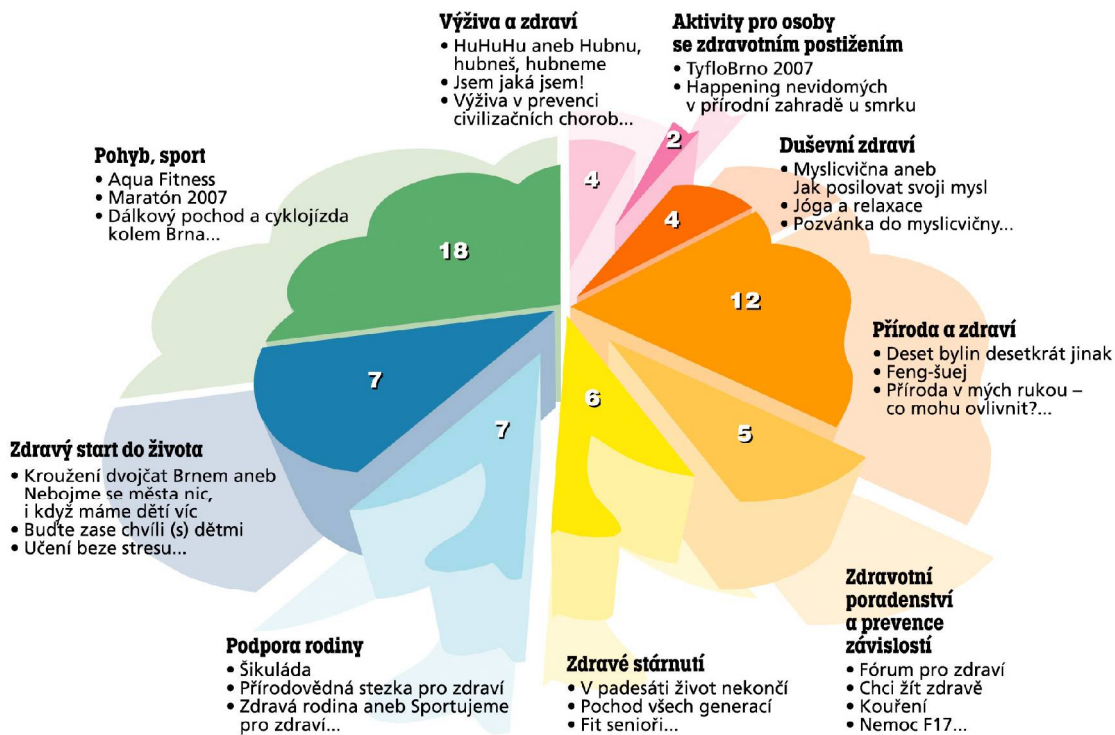 Výživa a zdraví
• HuHuHu aneb Hubnu,
hubneš, hubneme
• Jsem jaká jsem!
• Výživa v prevenci
civilizačních chorob...
Aktivity pro osoby
se zdravotním postižením
• TyfloBrno 2007
• Happening nevidomých
v přírodní zahradě u smrku
Pohyb, sport
• Aqua Fitness
• Maratón 2007
• Dálkový pochod a cyklojízda
kolem Brna...
Duševní zdraví
• Myslicvična aneb
Jak posilovat svoji mysl
• Jóga a relaxace
• Pozvánka do myslicvičny...
2
4
4
18
12
Příroda a zdraví
• Deset bylin desetkrát jinak
• Feng-šuej
• Příroda v mých rukou –
co mohu ovlivnit?...
7
6
7
5
Zdravý start do života
• Kroužení dvojčat Brnem aneb
Nebojme se města nic,
i když máme dětí víc
• Buďte zase chvíli (s) dětmi
• Učení beze stresu...
Podpora rodiny
• Šikuláda
• Přírodovědná stezka pro zdraví
• Zdravá rodina aneb Sportujeme
pro zdraví...
Zdravé stárnutí
• V padesáti život nekončí
• Pochod všech generací
• Fit senioři...
Zdravotní
poradenství
a prevence
závislostí
• Fórum pro zdraví
• Chci žít zdravě
• Kouření
• Nemoc F17...